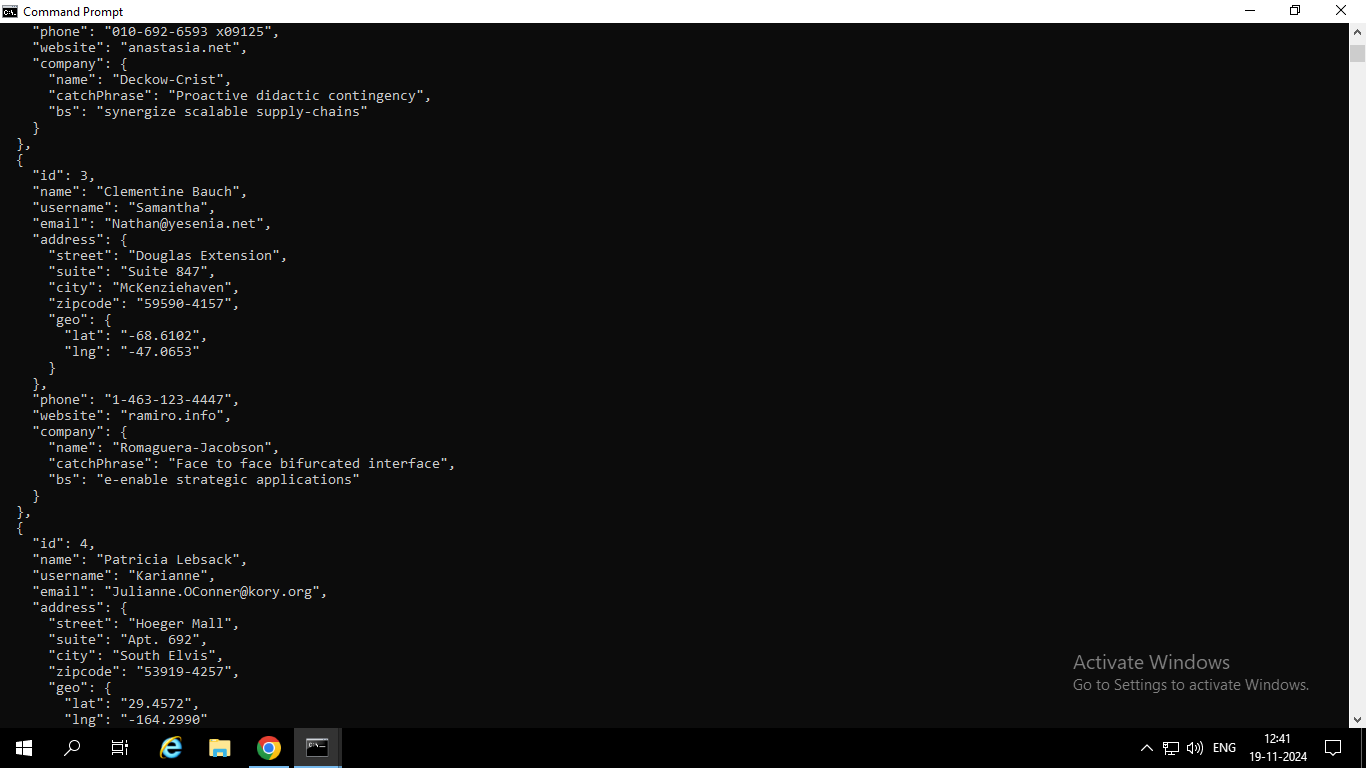 Command Prompt
    "phone": "010-692-6593 x09125",
    "website": "anastasia.net",
    "company": {
      "name": "Deckow-Crist",
      "catchPhrase": "Proactive didactic contingency",
      "bs": "synergize scalable supply-chains"
    }
  },
  {
    "id": 3,
    "name": "Clementine Bauch",
    "username": "Samantha",
    "email": "Nathan@yesenia.net",
    "address": {
      "street": "Douglas Extension",
      "suite": "Suite 847",
      "city": "McKenziehaven",
      "zipcode": "59590-4157",
      "geo": {
        "lat": "-68.6102",
        "lng": "-47.0653"
      }
    },
    "phone": "1-463-123-4447",
    "website": "ramiro.info",
    "company": {
      "name": "Romaguera-Jacobson",
      "catchPhrase": "Face to face bifurcated interface",
      "bs": "e-enable strategic applications"
    }
  },
  {
    "id": 4,
    "name": "Patricia Lebsack",
    "username": "Karianne",
    "email": "Julianne.OConner@kory.org",
    "address": {
      "street": "Hoeger Mall",
      "suite": "Apt. 692",
      "city": "South Elvis",
      "zipcode": "53919-4257",
      "geo": {
        "lat": "29.4572",
        "lng": "-164.2990"
Activate Windows
Go to Settings to activate Windows.
ENG
12:41
19-11-2024